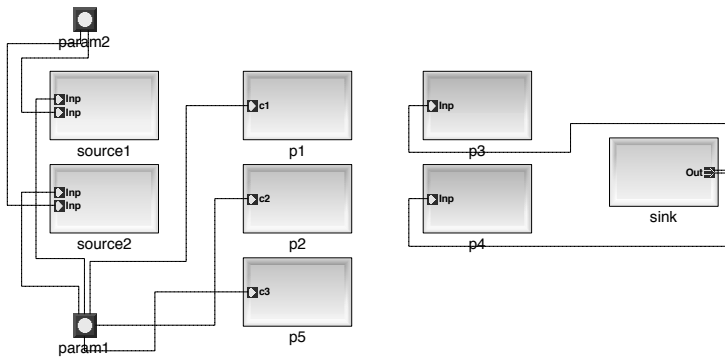 param2
Inp
Inp
source1
c1
p1
Inp
p3
Out
sink
Inp
Inp
source2
c2
p2
Inp
p4
c3
p5
param1